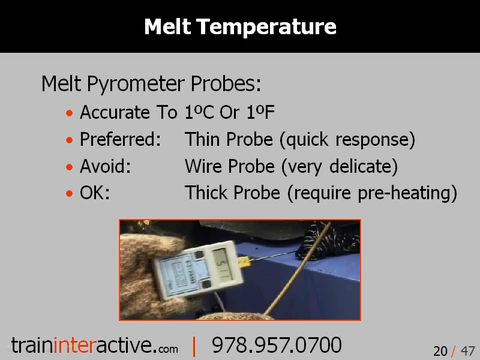 Melt Temperature
Melt Pyrometer Probes:
• Accurate To 1ºC Or 1ºF
• Preferred: Thin Probe (quick response)
• Avoid: Wire Probe (very delicate)
• OK: Thick Probe (require pre-heating)
traininteractive.com | 978.957.0700
20 / 47